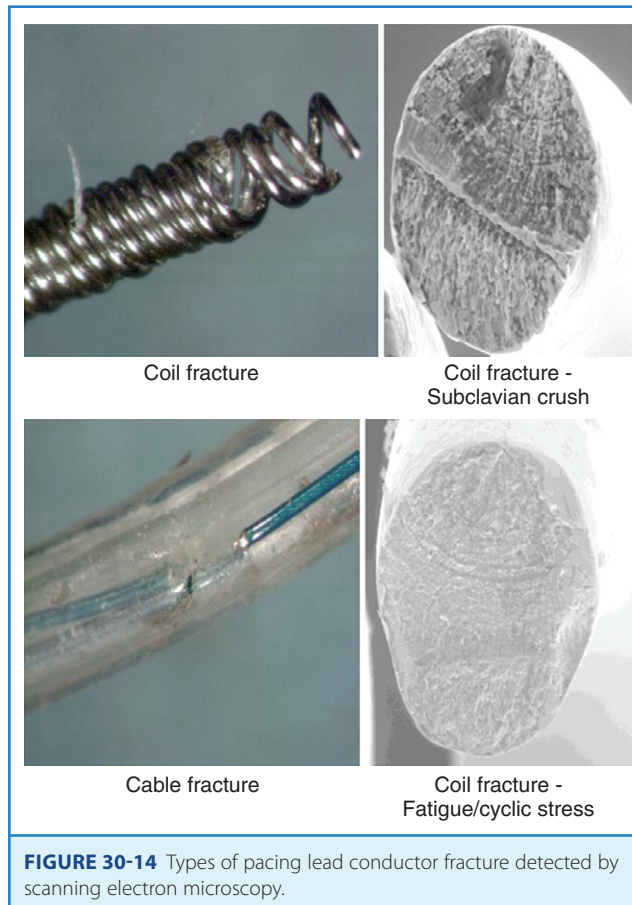 Coil fracture
Coil fracture -
Subclavian crush
Cable fracture
Coil fracture -
Fatigue/cyclic stress
FIGURE 30-14 Types of pacing lead conductor fracture detected by
scanning electron microscopy.